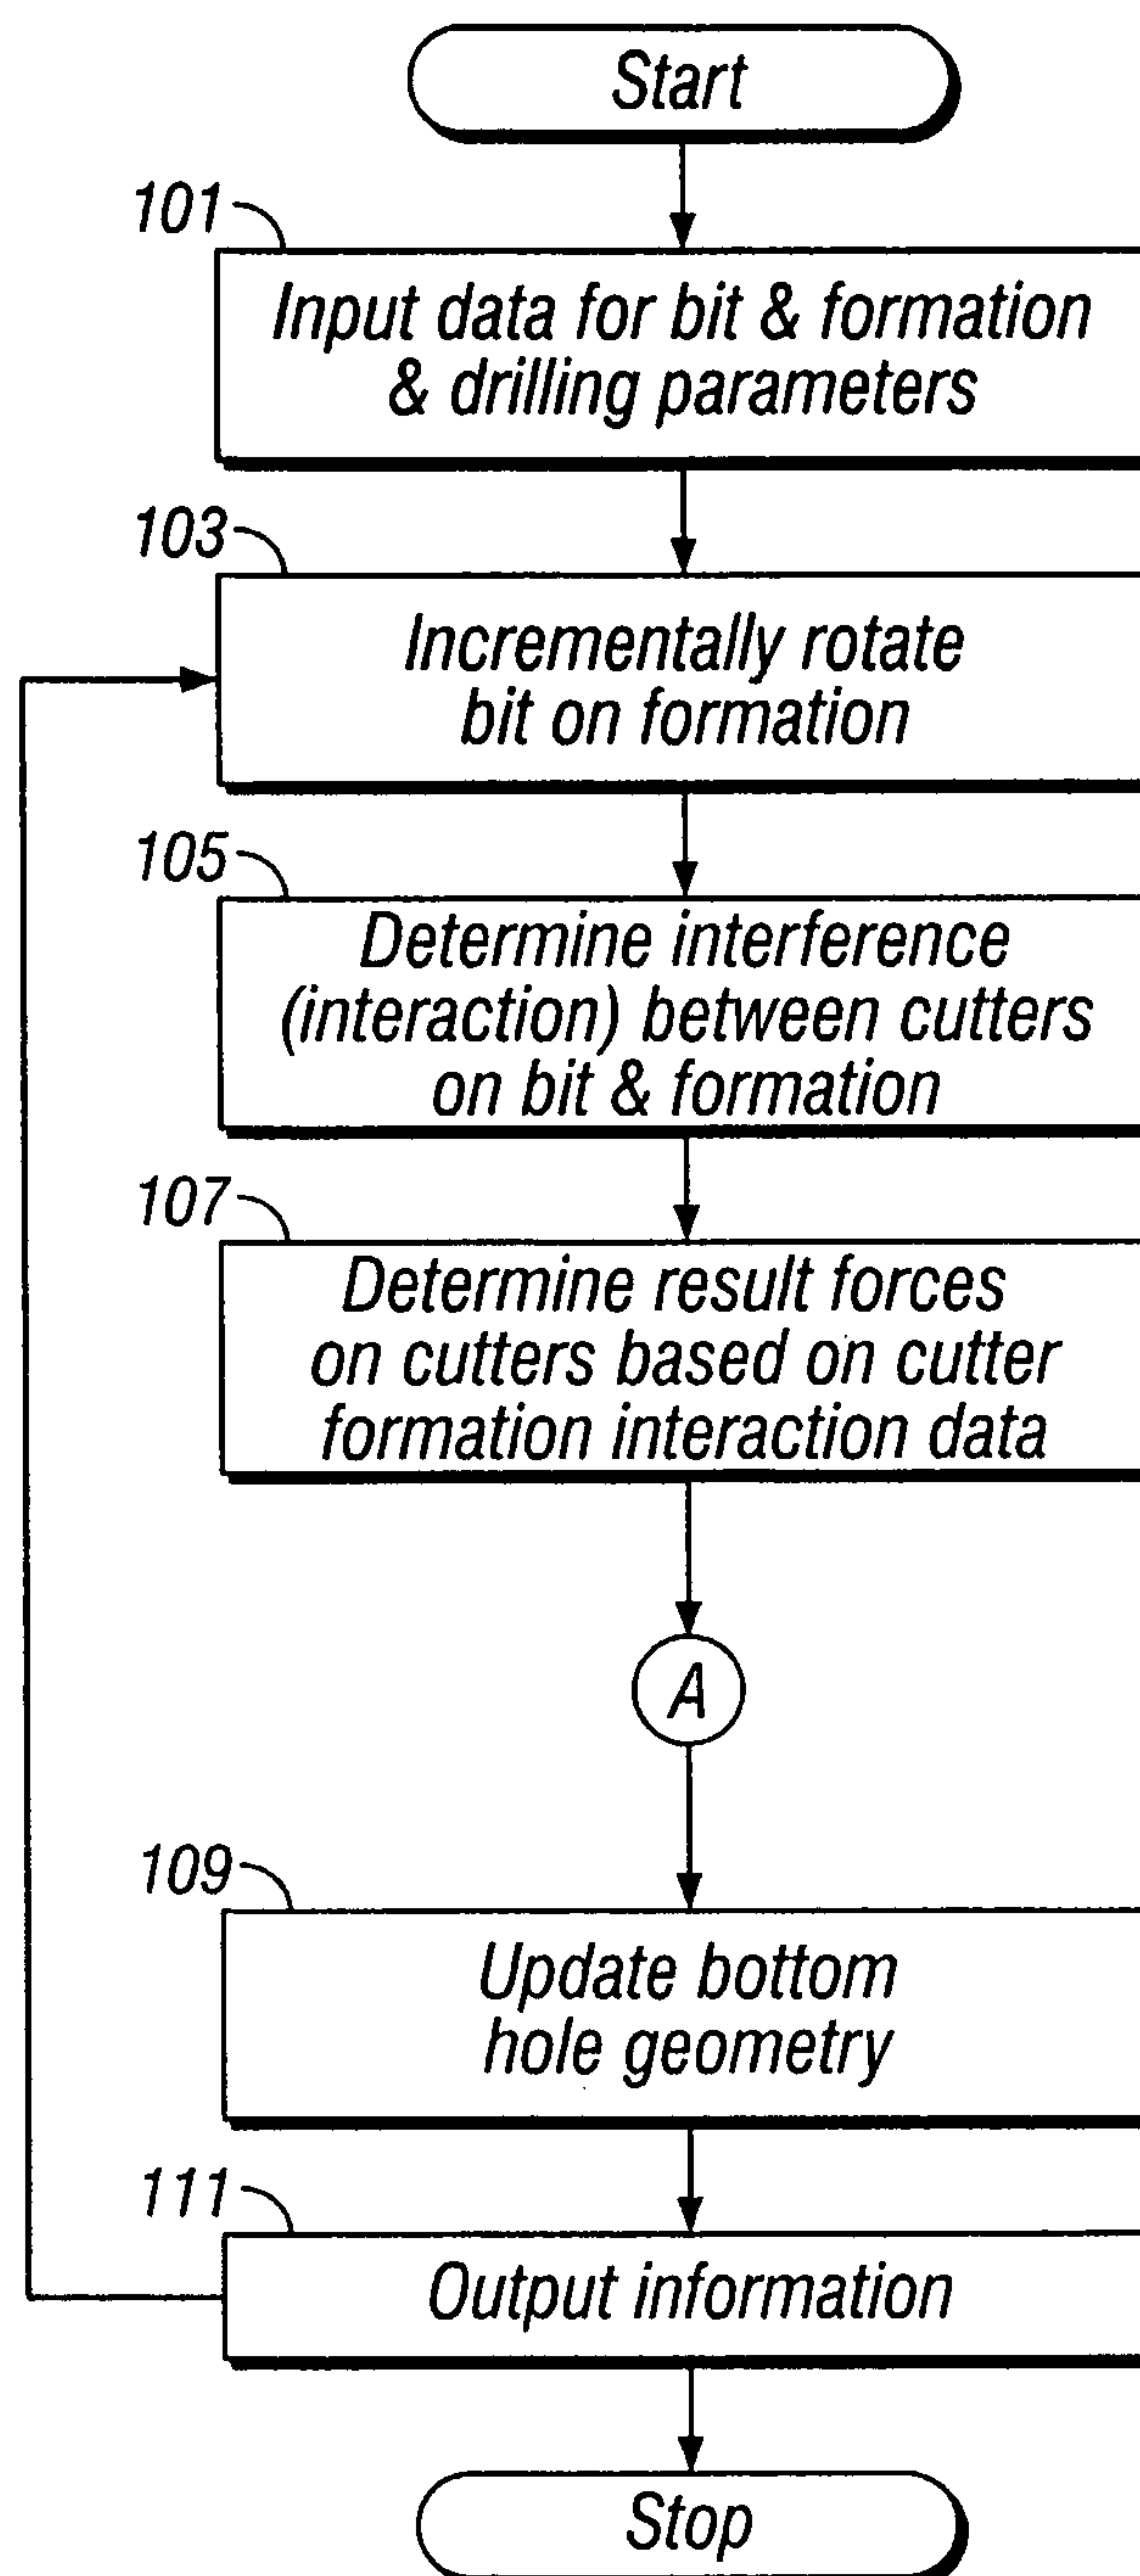 Start
101
Input data for bit & formation
& drilling parameters
103
Incrementally rotate
bit on formation
105
Determine interference
(interaction) between cutters
on bit & formation
107
Determine result forces
on cutters based on cutter
formation interaction data
A
109
Update bottom
hole geometry
111
Output information
Stop